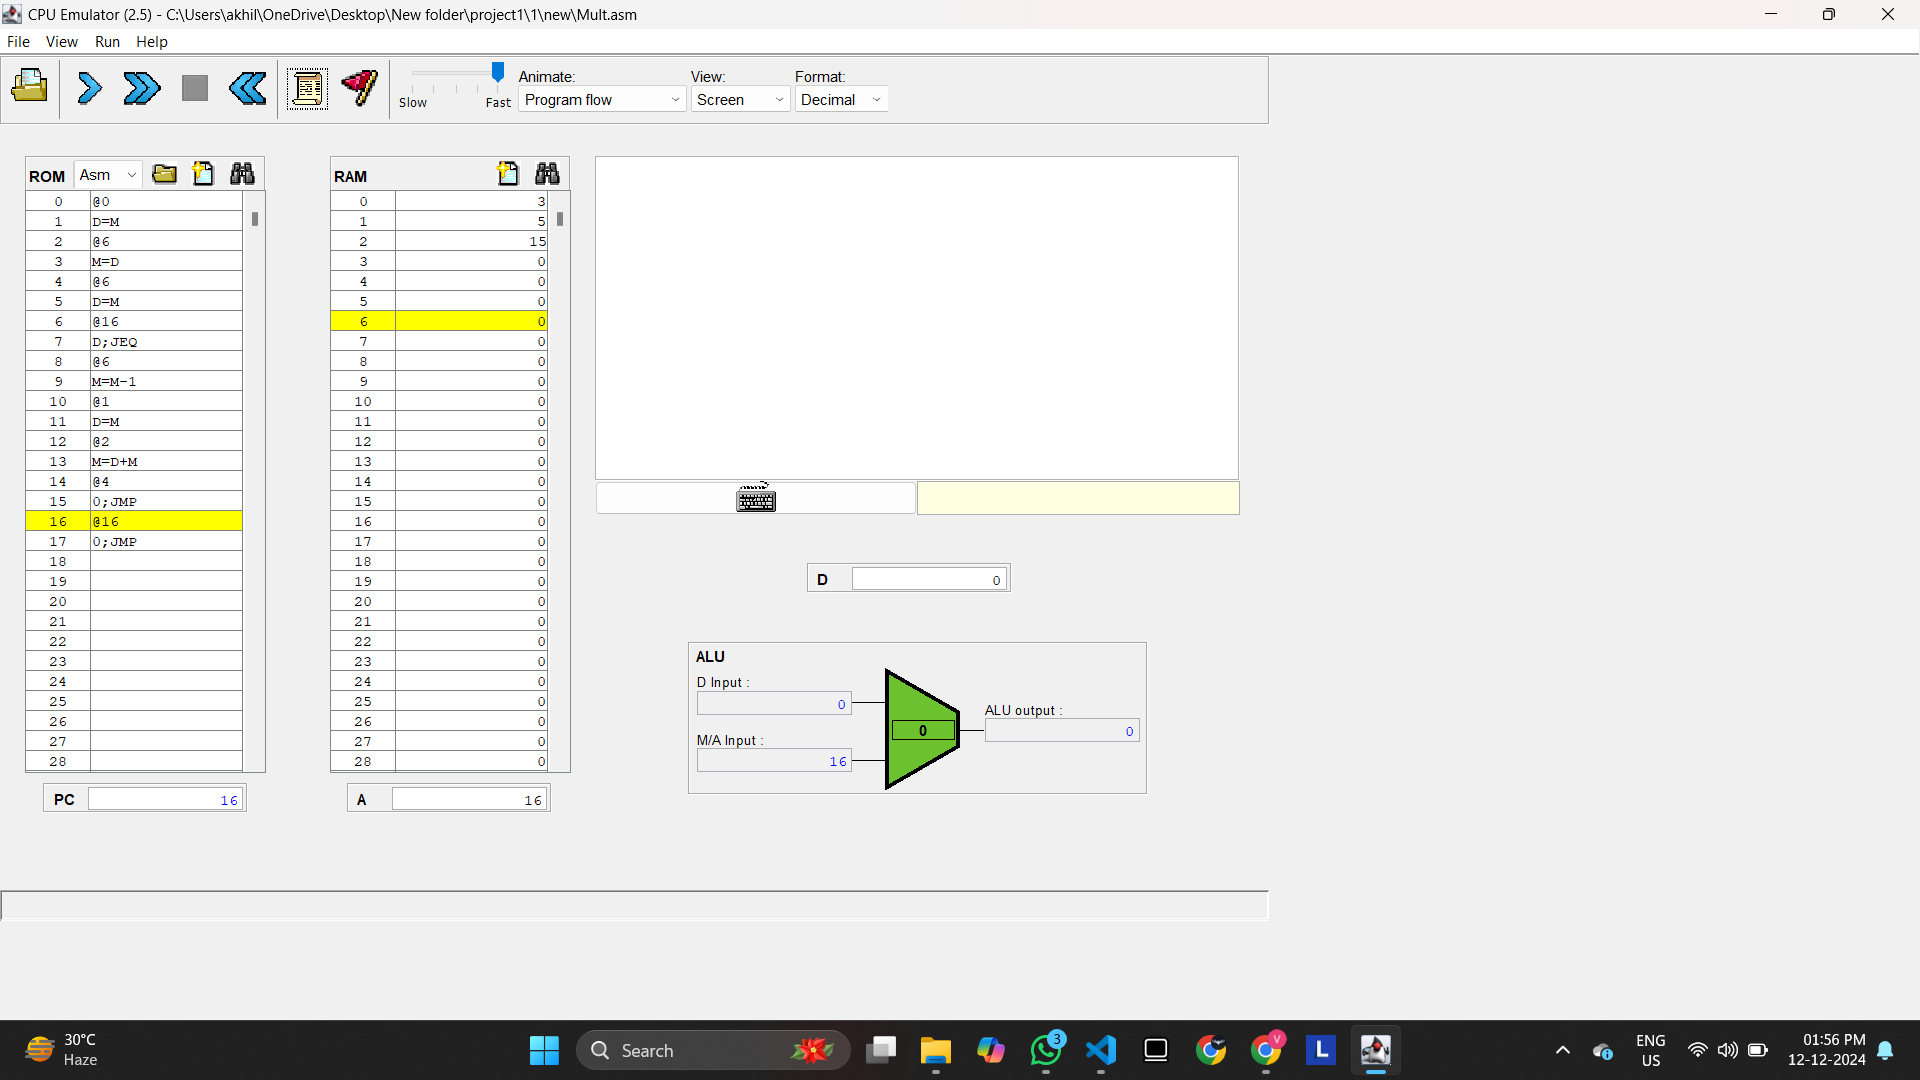 CPU Emulator (2.5) - C:\Users\akhil\OneDrive\Desktop\New folder\project1\1\new\Mult.asm
File View Run Help
Slow Fast
Animate:
Program flow
View:
Screen
Format:
Decimal
ROM Asm
0 @0
1 D=M
2 @6
3 M=D
4 @6
5 D=M
6 @16
7 D;JEQ
8 @6
9 M=M-1
10 @1
11 D=M
12 @2
13 M=D+M
14 @4
15 0;JMP
16 @16
17 0;JMP
18
19
20
21
22
23
24
25
26
27
28
PC 16
RAM
0 3
1 5
2 15
3 0
4 0
5 0
6 0
7 0
8 0
9 0
10 0
11 0
12 0
13 0
14 0
15 0
16 0
17 0
18 0
19 0
20 0
21 0
22 0
23 0
24 0
25 0
26 0
27 0
28 0
A 16
D 0
ALU
D Input :
0
M/A Input :
16
0
ALU output :
0
30°C
Haze
Search
3
V
L
ENG
US
01:56 PM
12-12-2024